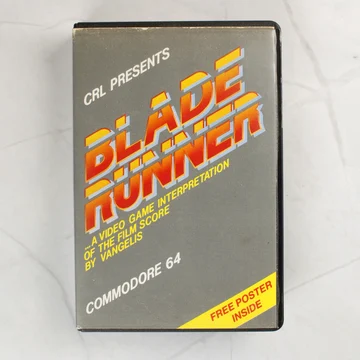 CRL PRESENTS
BLADE
RUNNER
...A VIDEO GAME INTERPRETATION
OF THE FILM SCORE
BY VANGELIS
COMMODORE 64
FREE POSTER
INSIDE